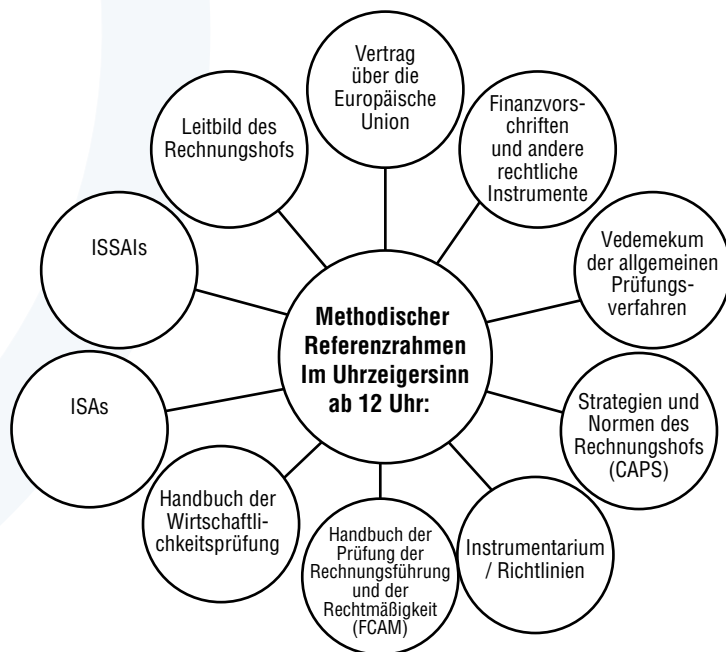 Methodischer
Referenzrahmen
Im Uhrzeigersinn
ab 12 Uhr:
Vertrag
über die
Europäische
Union
Finanzvors-
chriften
und andere
rechtliche
Instrumente
Vedemekum
der allgemeinen
Prüfungs-
verfahren
Strategien und
Normen des
Rechnungshofs
(CAPS)
Instrumentarium
/ Richtlinien
Handbuch der
Prüfung der
Rechnungsführung
und der
Rechtmäßigkeit
(FCAM)
Handbuch der
Wirtschaftli-
chkeitsprüfung
ISAs
ISSAIs
Leitbild des
Rechnungshofs